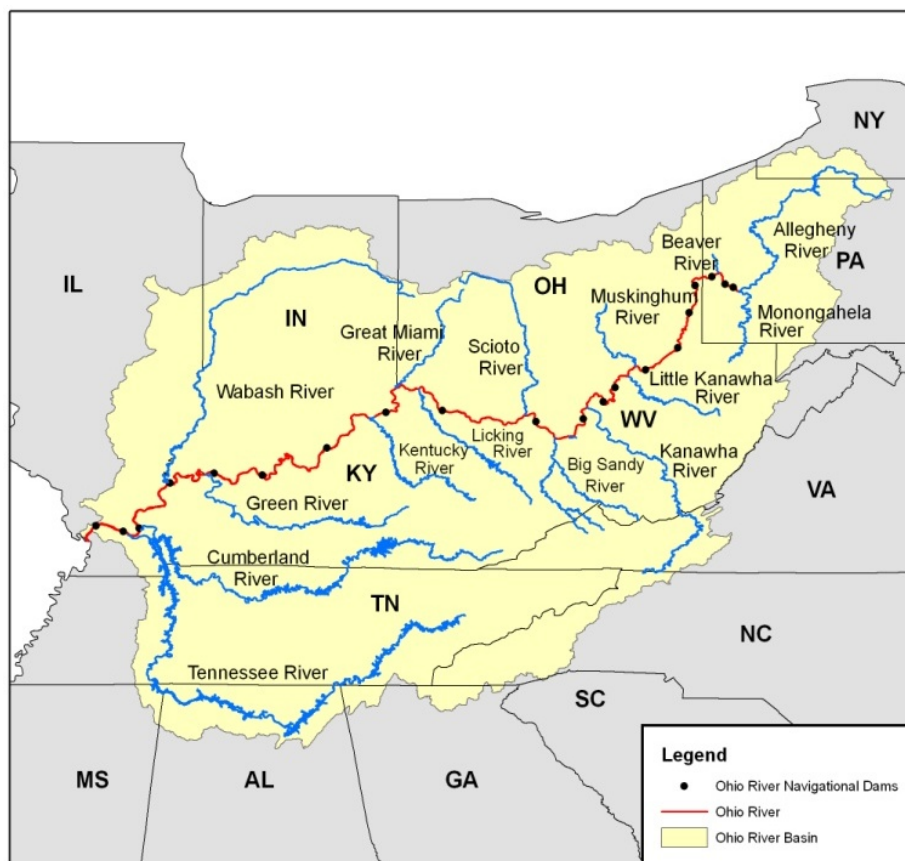 NY
Allegheny
River
Beaver
River
PA
IL
OH
Muskinghum
River
Monongahela
River
IN
Great Miami
River
Scioto
River
Wabash River
Little Kanawha
River
WV
Licking
River
Kentucky
River
KY
Kanawha
River
Big Sandy
River
VA
Green River
Cumberland
River
TN
NC
Tennessee River
SC
MS
AL
GA
Legend
Ohio River Navigational Dams
Ohio River
Ohio River Basin